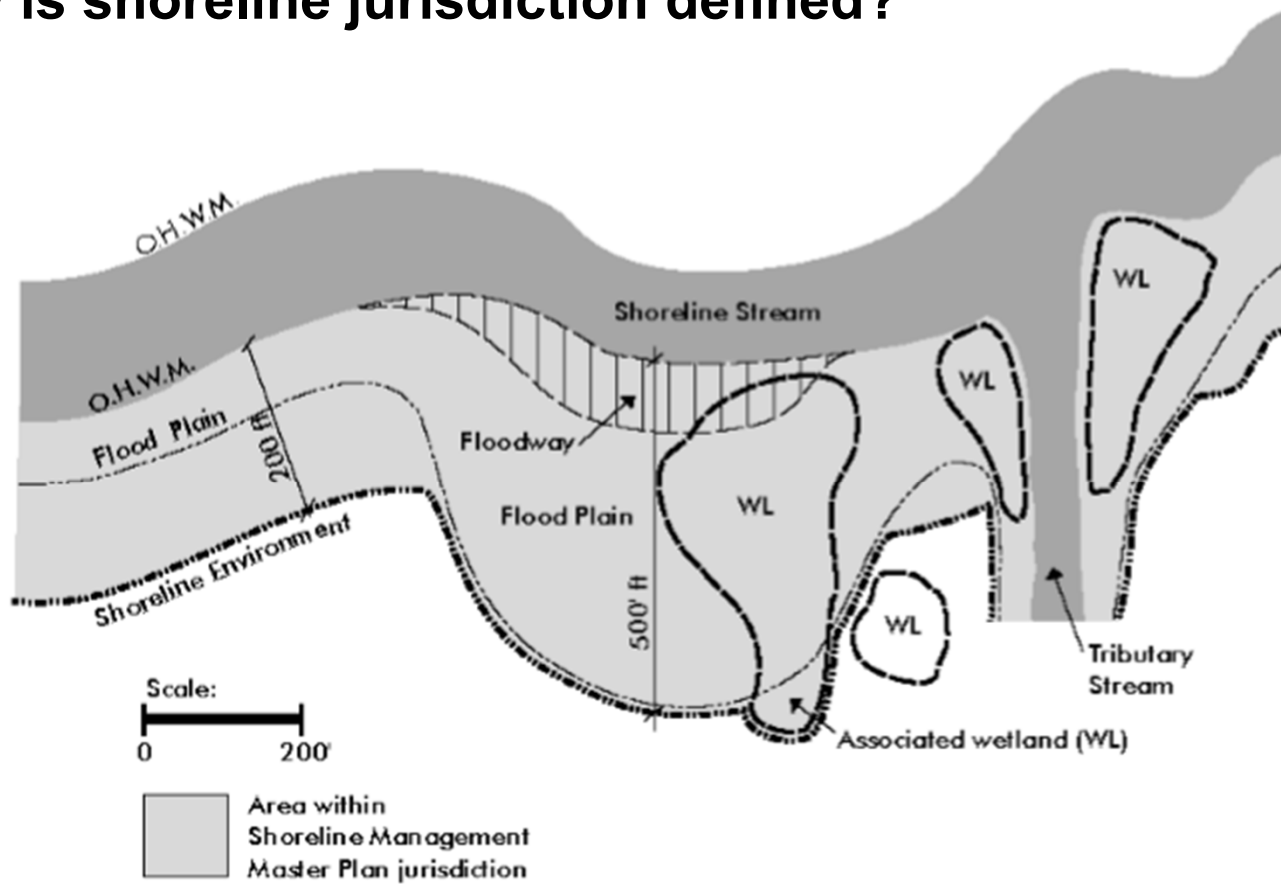 is shoreline jurisdiction defined?
O.H.W.M.
Shoreline Stream
O.H.W.M.
WL
WL
Flood Plain
200 ft
Floodway
Flood Plain
WL
Shoreline Environment
500' ft
WL
Tributary
Stream
Scale:
0 200'
Associated wetland (WL)
Area within
Shoreline Management
Master Plan jurisdiction